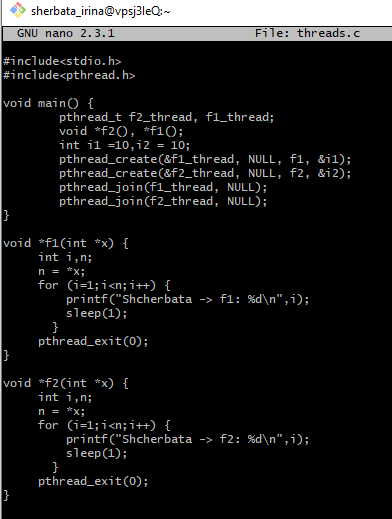 sherbata_irina@vpsj3leQ:~
GNU nano 2.3.1 File: threads.c
#include<stdio.h>
#include<pthread.h>
void main() {
pthread_t f2_thread, f1_thread;
void *f2(), *f1();
int i1 =10,i2 = 10;
pthread_create(&f1_thread, NULL, f1, &i1);
pthread_create(&f2_thread, NULL, f2, &i2);
pthread_join(f1_thread, NULL);
pthread_join(f2_thread, NULL);
}
void *f1(int *x) {
int i,n;
n = *x;
for (i=1;i<n;i++) {
printf("Shcherbata -> f1: %d\n",i);
sleep(1);
}
pthread_exit(0);
}
void *f2(int *x) {
int i,n;
n = *x;
for (i=1;i<n;i++) {
printf("Shcherbata -> f2: %d\n",i);
sleep(1);
}
pthread_exit(0);
}